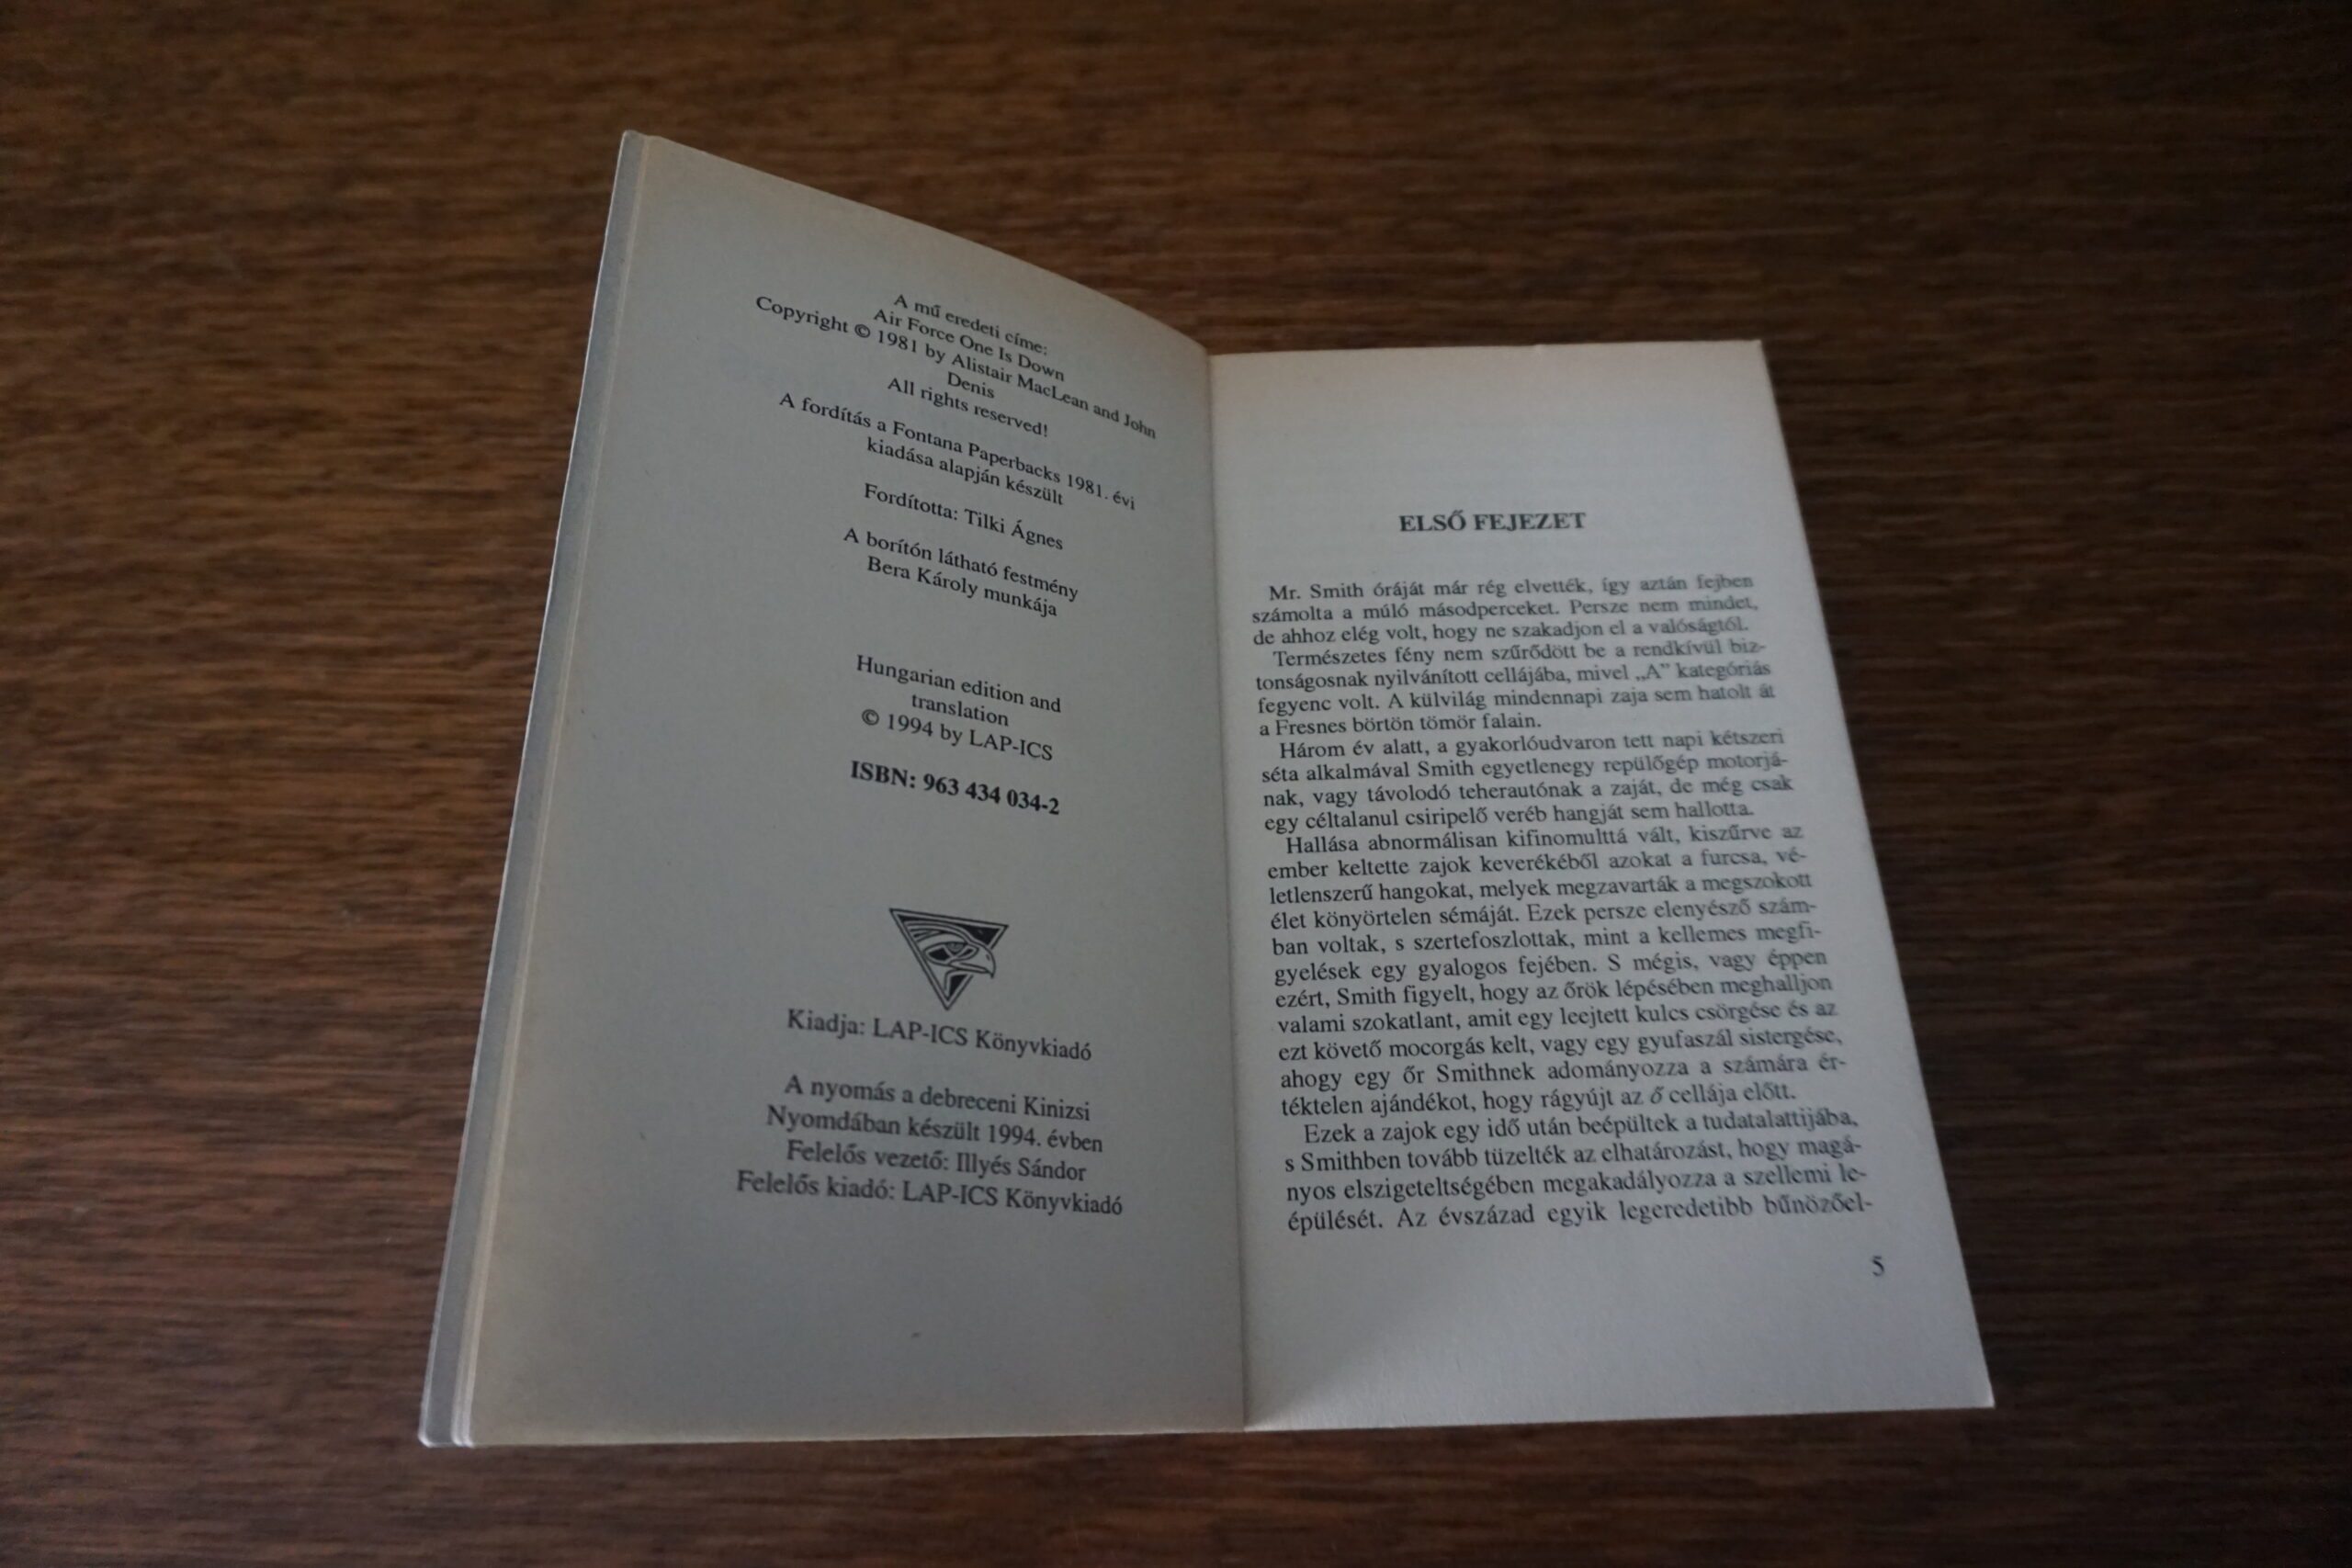 A mű eredeti címe:
Air Force One Is Down
Copyright © 1981 by Alistair MacLean and John
Denis
All rights reserved!
A fordítás a Fontana Paperbacks 1981. évi
kiadása alapján készült
Fordította: Tilki Ágnes
A borítón látható festmény
Bera Károly munkája
Hungarian edition and
translation
© 1994 by LAP-ICS
ISBN: 963 434 034-2
Kiadja: LAP-ICS Könyvkiadó
A nyomás a debreceni Kinizsi
Nyomdában készült 1994. évben
Felelős vezető: Illyés Sándor
Felelős kiadó: LAP-ICS Könyvkiadó
ELSŐ FEJEZET
Mr. Smith óráját már rég elvették, így aztán fejben
számolta a múló másodperceket. Persze nem mindet,
de ahhoz elég volt, hogy ne szakadjon el a valóságtól.
Természetes fény nem szűrődött be a rendkívül biz-
tonságosnak nyilvánított cellájába, mivel „A” kategóriás
fegyenc volt. A külvilág mindennapi zaja sem hatolt át
a Fresnes börtön tömör falain.
Három év alatt, a gyakorlóudvaron tett napi kétszeri
séta alkalmával Smith egyetlenegy repülőgép motorjá-
nak, vagy távolodó teherautónak a zaját, de még csak
egy céltalanul csiripelő veréb hangját sem hallotta.
Hallása abnormálisan kifinomulttá vált, kiszűrve az
ember keltette zajok keverékéből azokat a furcsa, vé-
letlenszerű hangokat, melyek megzavarták a megszokott
élet könyörtelen sémáját. Ezek persze elenyésző szám-
ban voltak, s szertefoszlottak, mint a kellemes megfi-
gyelések egy gyalogos fejében. S mégis, vagy éppen
ezért, Smith figyelt, hogy az őrök lépésében meghalljon
valami szokatlant, amit egy leejtett kulcs csörgése és az
ezt követő mocorgás kelt, vagy egy gyufaszál sistergése,
ahogy egy őr Smithnek adományozza a számára ér-
téktelen ajándékot, hogy rágyújt az ő cellája előtt.
Ezek a zajok egy idő után beépültek a tudatalattijába,
s Smithben tovább tüzelték az elhatározást, hogy magá-
nyos elszigeteltségében megakadályozza a szellemi le-
épülését. Az évszázad egyik legeredetibb bűnözőel-
5